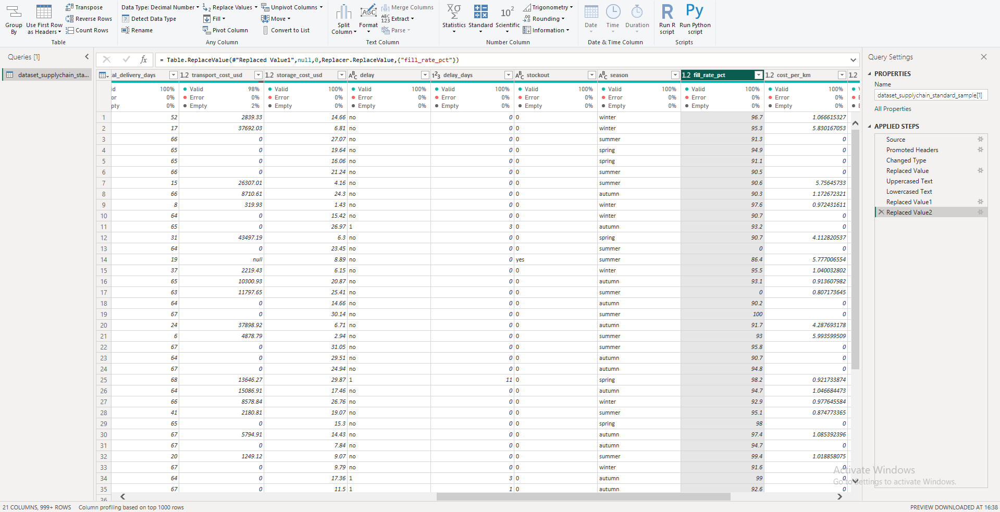 Group By
Use First Row as Headers
Transpose
Reverse Rows
Count Rows
Table
Data Type: Decimal Number
Detect Data Type
Rename
Replace Values
Fill
Pivot Column
Unpivot Columns
Move
Convert to List
Any Column
Split Column
Format
Merge Columns
Extract
Parse
Text Column
Statistics
Standard
Scientific
Trigonometry
Rounding
Information
Number Column
Date
Time
Duration
Date & Time Column
Run R script
Run Python script
Scripts
Queries [1]
dataset_supplychain_sta...
= Table.ReplaceValue(#"Replaced Value1",null,0,Replacer.ReplaceValue,{"fill_rate_pct"})
al_delivery_days 1.2 transport_cost_usd 1.2 storage_cost_usd ABC delay 123 delay_days ABC stockout ABC season 1.2 fill_rate_pct 1.2 cost_per_km 1.2
id 100% Valid 98% Valid 100% Valid 100% Valid 100% Valid 100% Valid 100% Valid 100% Valid 100%
or 0% Error 0% Error 0% Error 0% Error 0% Error 0% Error 0% Error 0% Error 0%
pty 0% Empty 2% Empty 0% Empty 0% Empty 0% Empty 0% Empty 0% Empty 0% Empty 0%
1 52 2839.33 14.66 no 0 0 winter 96.7 1.066615327
2 17 37692.03 6.81 no 0 0 winter 95.3 5.830167053
3 66 0 27.07 no 0 0 summer 91.3 0
4 65 0 19.64 no 0 0 spring 94.9 0
5 65 0 16.06 no 0 0 spring 91.1 0
6 66 0 21.24 no 0 0 summer 90.5 0
7 15 26307.01 4.16 no 0 0 summer 90.6 5.75645733
8 66 8710.61 24.3 no 0 0 autumn 90.3 1.172672321
9 8 319.93 1.43 no 0 0 winter 97.6 0.972431611
10 64 0 15.42 no 0 0 winter 90.7 0
11 65 0 26.97 1 3 0 autumn 93.2 0
12 31 43497.19 6.3 no 0 0 spring 90.7 4.112820537
13 64 0 23.45 no 0 0 summer 0 0
14 19 null 8.89 no 0 yes summer 86.4 5.777006554
15 37 2219.43 6.15 no 0 0 winter 95.5 1.040032802
16 65 10300.93 20.87 no 0 0 autumn 93.1 0.913607982
17 63 11797.65 25.41 no 0 0 summer 0 0.807173645
18 64 0 14.66 no 0 0 autumn 90.2 0
19 67 0 30.14 no 0 0 summer 100 0
20 24 37898.92 6.71 no 0 0 autumn 91.7 4.287693178
21 6 4878.79 2.94 no 0 0 summer 93 5.993599509
22 67 0 31.05 no 0 0 summer 95.8 0
23 64 0 29.51 no 0 0 autumn 90.7 0
24 67 0 24.94 no 0 0 autumn 94.8 0
25 68 13646.27 29.87 1 11 0 spring 98.2 0.921733874
26 64 15086.91 17.46 no 0 0 autumn 94.7 1.046684473
27 66 8578.84 26.76 no 0 0 winter 92.9 0.977645584
28 41 2180.81 19.07 no 0 0 summer 95.1 0.874773365
29 65 0 15.3 no 0 0 spring 98 0
30 67 5794.91 14.43 no 0 0 autumn 97.4 1.085392396
31 67 0 7.84 no 0 0 autumn 94.7 0
32 20 1249.12 9.07 no 0 0 summer 99.4 1.018858075
33 67 0 9.79 no 0 0 winter 91.6 0
34 64 0 17.36 1 3 0 autumn 99 0
35 67 0 11.5 1 1 0 autumn 92.6 0
36
Query Settings
PROPERTIES
Name
dataset_supplychain_standard_sample[1]
All Properties
APPLIED STEPS
Source
Promoted Headers
Changed Type
Replaced Value
Uppercased Text
Lowercased Text
Replaced Value1
Replaced Value2
Activate Windows
Go to Settings to activate Windows.
21 COLUMNS, 999+ ROWS Column profiling based on top 1000 rows
PREVIEW DOWNLOADED AT 16:38